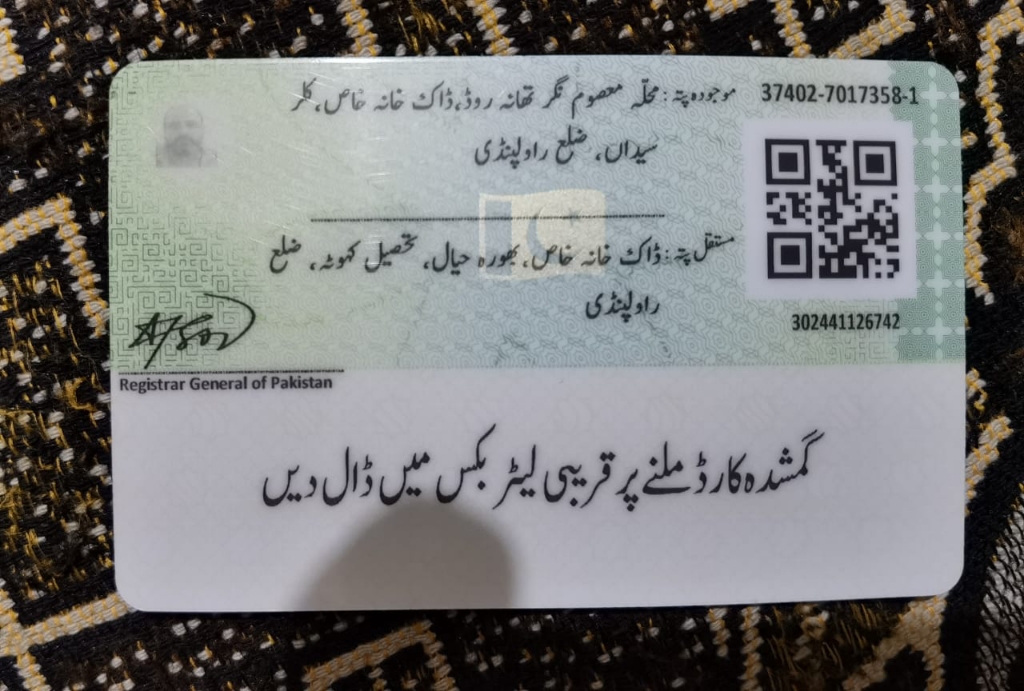 موجودہ پتہ: محلّہ معصوم نگر تھانہ روڈ، ڈاک خانہ خاص، کلر
سیداں، ضلع راولپنڈی
37402-7017358-1
مستقل پتہ: ڈاک خانہ خاص، بھورہ حیال، تحصیل کہوٹہ، ضلع
راولپنڈی
302441126742
Registrar General of Pakistan
گمشدہ کارڈ ملنے پر قریبی لیٹر بکس میں ڈال دیں